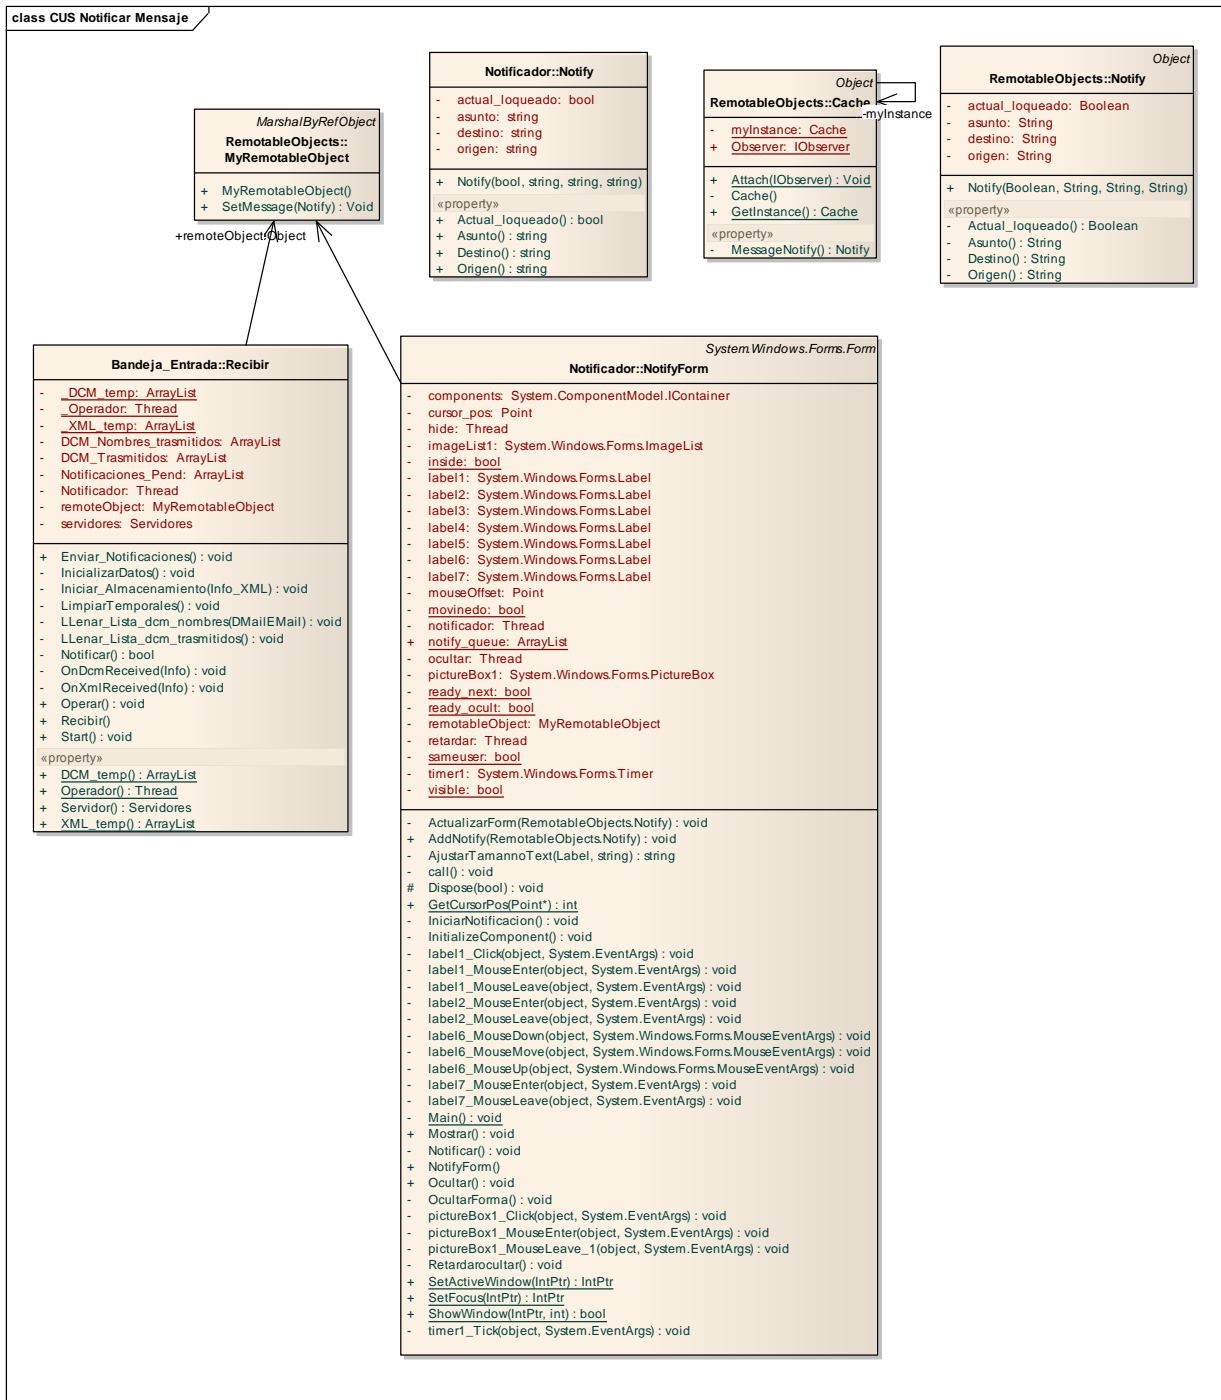 class CUS Notificar Mensaje
MarshalByRefObject
RemotableObjects::
MyRemotableObject
+ MyRemotableObject()
+ SetMessage(Notify) : Void
Notificador::Notify
- actual_loqueado: bool
- asunto: string
- destino: string
- origen: string
+ Notify(bool, string, string, string)
«property»
+ Actual_loqueado() : bool
+ Asunto() : string
+ Destino() : string
+ Origen() : string
Object
RemotableObjects::Cache
- myInstance: Cache
+ Observer: IObserver
+ Attach(IObserver) : Void
- Cache()
+ GetInstance() : Cache
«property»
- MessageNotify() : Notify
-myInstance
Object
RemotableObjects::Notify
- actual_loqueado: Boolean
- asunto: String
- destino: String
- origen: String
+ Notify(Boolean, String, String, String)
«property»
- Actual_loqueado() : Boolean
- Asunto() : String
- Destino() : String
- Origen() : String
+remoteObject
Object
Bandeja_Entrada::Recibir
- _DCM_temp: ArrayList
- _Operador: Thread
- _XML_temp: ArrayList
- DCM_Nombres_trasmitidos: ArrayList
- DCM_Trasmitidos: ArrayList
- Notificaciones_Pend: ArrayList
- Notificador: Thread
- remoteObject: MyRemotableObject
- servidores: Servidores
+ Enviar_Notificaciones() : void
- InicializarDatos() : void
- Iniciar_Almacenamiento(Info_XML) : void
- LimpiarTemporales() : void
- LLenar_Lista_dcm_nombres(DMailEMail) : void
- LLenar_Lista_dcm_trasmitidos() : void
- Notificar() : bool
- OnDcmReceived(Info) : void
- OnXmlReceived(Info) : void
+ Operar() : void
+ Recibir()
+ Start() : void
«property»
+ DCM_temp() : ArrayList
+ Operador() : Thread
+ Servidor() : Servidores
+ XML_temp() : ArrayList
System.Windows.Forms.Form
Notificador::NotifyForm
- components: System.ComponentModel.IContainer
- cursor_pos: Point
- hide: Thread
- imageList1: System.Windows.Forms.ImageList
- inside: bool
- label1: System.Windows.Forms.Label
- label2: System.Windows.Forms.Label
- label3: System.Windows.Forms.Label
- label4: System.Windows.Forms.Label
- label5: System.Windows.Forms.Label
- label6: System.Windows.Forms.Label
- label7: System.Windows.Forms.Label
- mouseOffset: Point
- movinedo: bool
- notificador: Thread
+ notify_queue: ArrayList
- ocultar: Thread
- pictureBox1: System.Windows.Forms.PictureBox
- ready_next: bool
- ready_ocult: bool
- remotableObject: MyRemotableObject
- retardar: Thread
- sameuser: bool
- timer1: System.Windows.Forms.Timer
- visible: bool
- ActualizarForm(RemotableObjects.Notify) : void
+ AddNotify(RemotableObjects.Notify) : void
- AjustarTamannoText(Label, string) : string
- call() : void
# Dispose(bool) : void
+ GetCursorPos(Point*) : int
- IniciarNotificacion() : void
- InitializeComponent() : void
- label1_Click(object, System.EventArgs) : void
- label1_MouseEnter(object, System.EventArgs) : void
- label1_MouseLeave(object, System.EventArgs) : void
- label2_MouseEnter(object, System.EventArgs) : void
- label2_MouseLeave(object, System.EventArgs) : void
- label6_MouseDown(object, System.Windows.Forms.MouseEventArgs) : void
- label6_MouseMove(object, System.Windows.Forms.MouseEventArgs) : void
- label6_MouseUp(object, System.Windows.Forms.MouseEventArgs) : void
- label7_MouseEnter(object, System.EventArgs) : void
- label7_MouseLeave(object, System.EventArgs) : void
- Main() : void
+ Mostrar() : void
- Notificar() : void
+ NotifyForm()
+ Ocultar() : void
- OcultarForma() : void
- pictureBox1_Click(object, System.EventArgs) : void
- pictureBox1_MouseEnter(object, System.EventArgs) : void
- pictureBox1_MouseLeave_1(object, System.EventArgs) : void
- Retardarocultar() : void
+ SetActiveWindow(IntPtr) : IntPtr
+ SetFocus(IntPtr) : IntPtr
+ ShowWindow(IntPtr, int) : bool
- timer1_Tick(object, System.EventArgs) : void